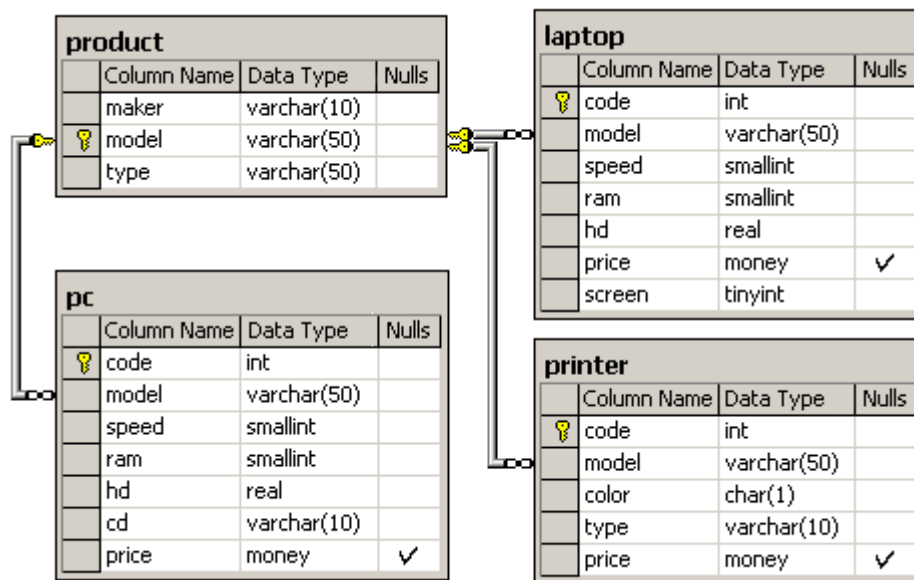 product
Column Name Data Type Nulls
maker varchar(10)
model varchar(50)
type varchar(50)
laptop
Column Name Data Type Nulls
code int
model varchar(50)
speed smallint
ram smallint
hd real
price money ✓
screen tinyint
pc
Column Name Data Type Nulls
code int
model varchar(50)
speed smallint
ram smallint
hd real
cd varchar(10)
price money ✓
printer
Column Name Data Type Nulls
code int
model varchar(50)
color char(1)
type varchar(10)
price money ✓